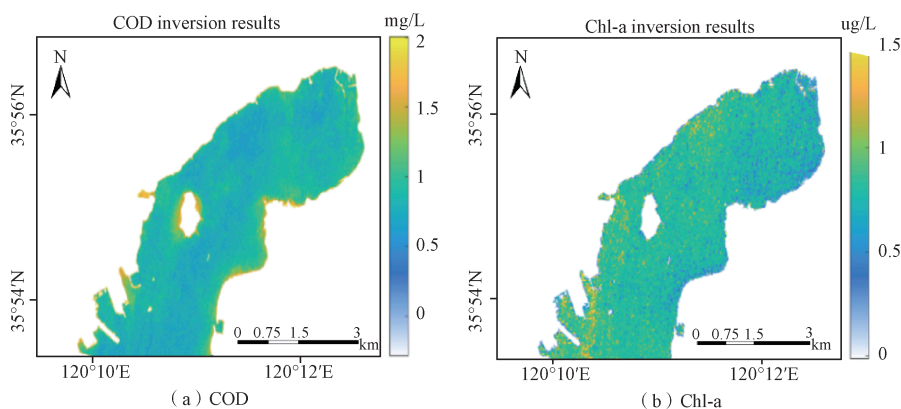 COD inversion results
mg/L
N
2
1.5
1
0.5
0
35°56′N
35°54′N
0 0.75 1.5 3
km
120°10′E 120°12′E
(a) COD
Chl-a inversion results
ug/L
N
1.5
1
0.5
0
35°56′N
35°54′N
0 0.75 1.5 3
km
120°10′E 120°12′E
(b) Chl-a